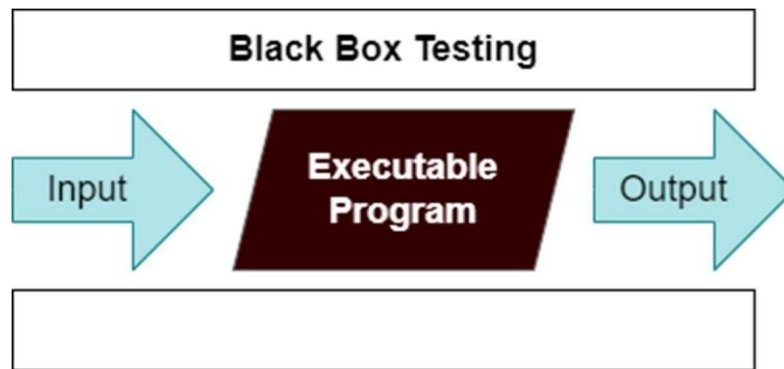 Black Box Testing
Input
Executable
Program
Output